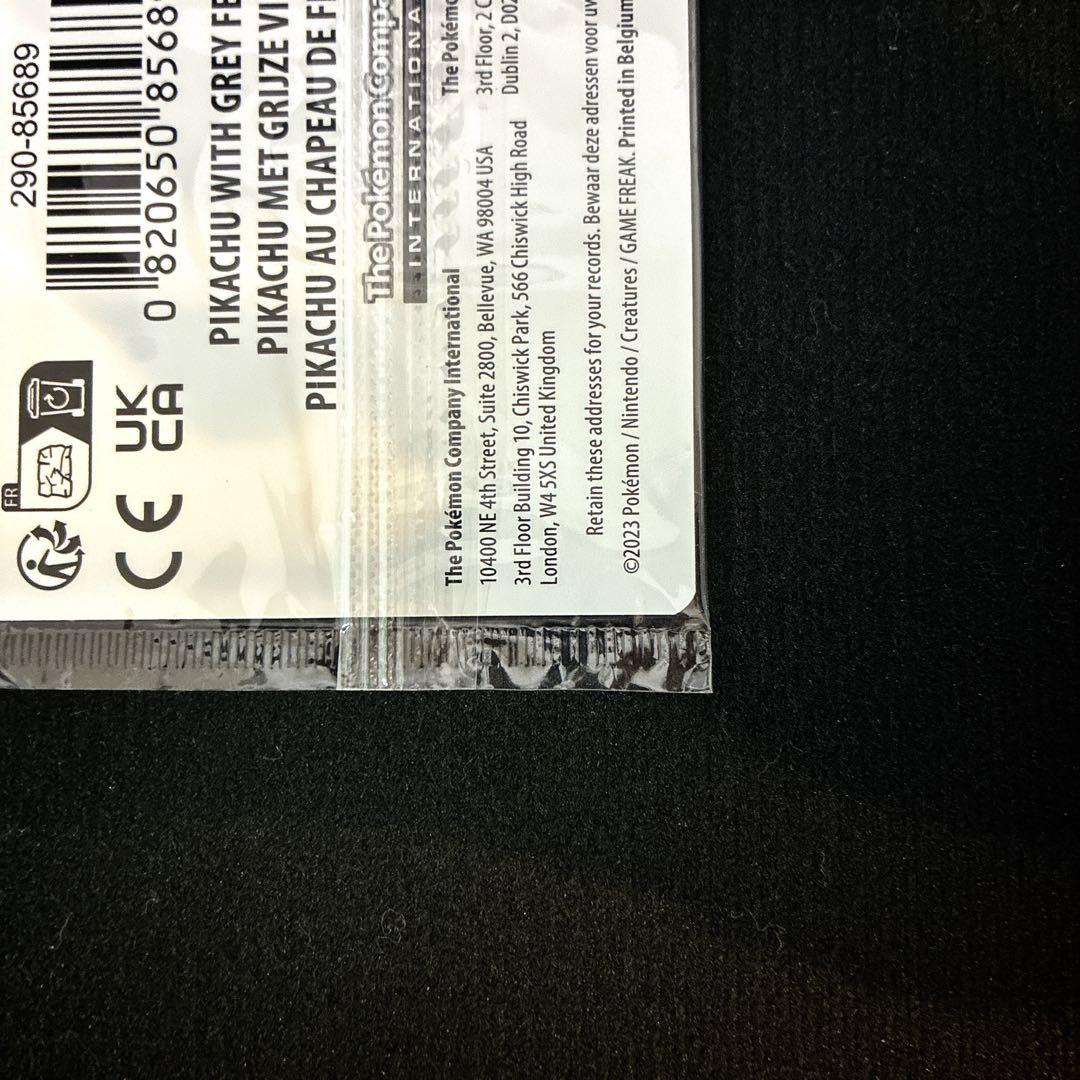 290-85689
0 820650 8568
PIKACHU WITH GREY
PIKACHU MET GRIJZE
PIKACHU AU CHAPEAU DE
FR
UK
CA
CE
The Pokémon
INTERNATIONA
The Pokémon Company International
10400 NE 4th Street, Suite 2800, Bellevue, WA 98004 USA
3rd Floor Building 10, Chiswick Park, 566 Chiswick High Road
London, W4 5XS United Kingdom
The Pokémo
3rd Floor, 2
Dublin 2, D02
Retain these addresses for your records. Bewaar deze adressen voor uw
©2023 Pokémon / Nintendo / Creatures / GAME FREAK. Printed in Belgium